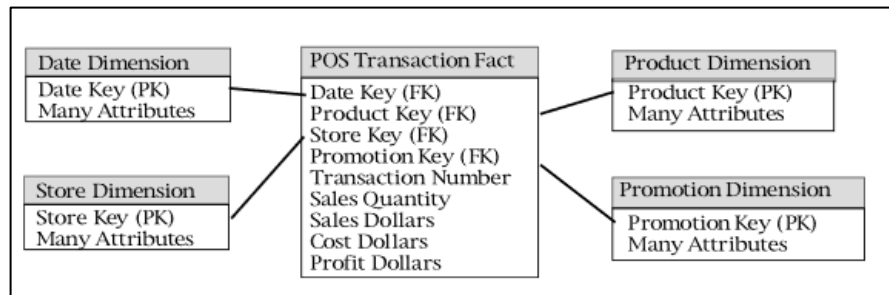 Date Dimension
Date Key (PK)
Many Attributes
Store Dimension
Store Key (PK)
Many Attributes
POS Transaction Fact
Date Key (FK)
Product Key (FK)
Store Key (FK)
Promotion Key (FK)
Transaction Number
Sales Quantity
Sales Dollars
Cost Dollars
Profit Dollars
Product Dimension
Product Key (PK)
Many Attributes
Promotion Dimension
Promotion Key (PK)
Many Attributes